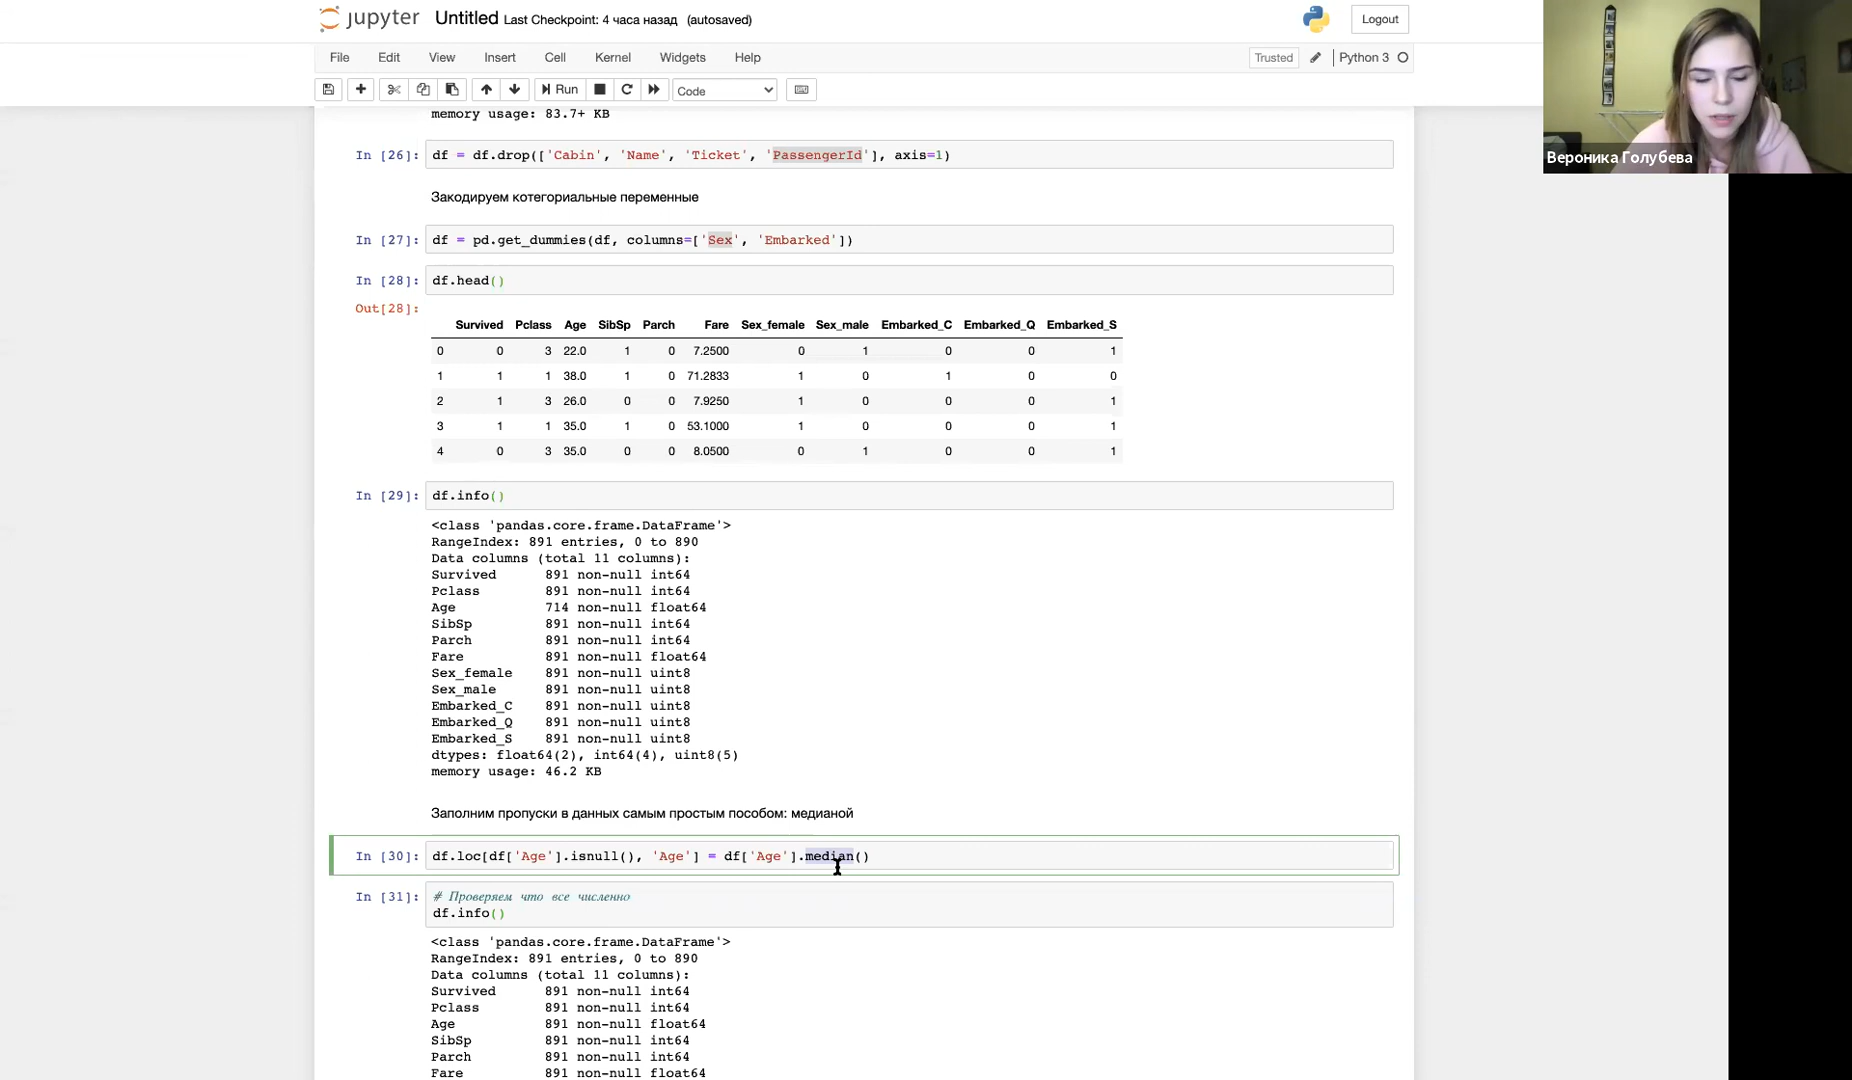 jupyter Untitled Last Checkpoint: 4 часа назад (autosaved) Logout
File Edit View Insert Cell Kernel Widgets Help Trusted Python 3
Run Code
memory usage: 83.7+ KB
In [26]: df = df.drop(['Cabin', 'Name', 'Ticket', 'PassengerId'], axis=1)
Закодируем котегориальные переменные
In [27]: df = pd.get_dummies(df, columns=['Sex', 'Embarked'])
In [28]: df.head()
Out[28]:
Survived Pclass Age SibSp Parch Fare Sex_female Sex_male Embarked_C Embarked_Q Embarked_S
0 0 3 22.0 1 0 7.2500 0 1 0 0 1
1 1 1 38.0 1 0 71.2833 1 0 1 0 0
2 1 3 26.0 0 0 7.9250 1 0 0 0 1
3 1 1 35.0 1 0 53.1000 1 0 0 0 1
4 0 3 35.0 0 0 8.0500 0 1 0 0 1
In [29]: df.info()
<class 'pandas.core.frame.DataFrame'>
RangeIndex: 891 entries, 0 to 890
Data columns (total 11 columns):
Survived 891 non-null int64
Pclass 891 non-null int64
Age 714 non-null float64
SibSp 891 non-null int64
Parch 891 non-null int64
Fare 891 non-null float64
Sex_female 891 non-null uint8
Sex_male 891 non-null uint8
Embarked_C 891 non-null uint8
Embarked_Q 891 non-null uint8
Embarked_S 891 non-null uint8
dtypes: float64(2), int64(4), uint8(5)
memory usage: 46.2 KB
Заполним пропуски в данных самым простым пособом: медианой
In [30]: df.loc[df['Age'].isnull(), 'Age'] = df['Age'].median()
In [31]: # Проверяем что все численно
df.info()
<class 'pandas.core.frame.DataFrame'>
RangeIndex: 891 entries, 0 to 890
Data columns (total 11 columns):
Survived 891 non-null int64
Pclass 891 non-null int64
Age 891 non-null float64
SibSp 891 non-null int64
Parch 891 non-null int64
Fare 891 non-null float64
Вероника Голубева